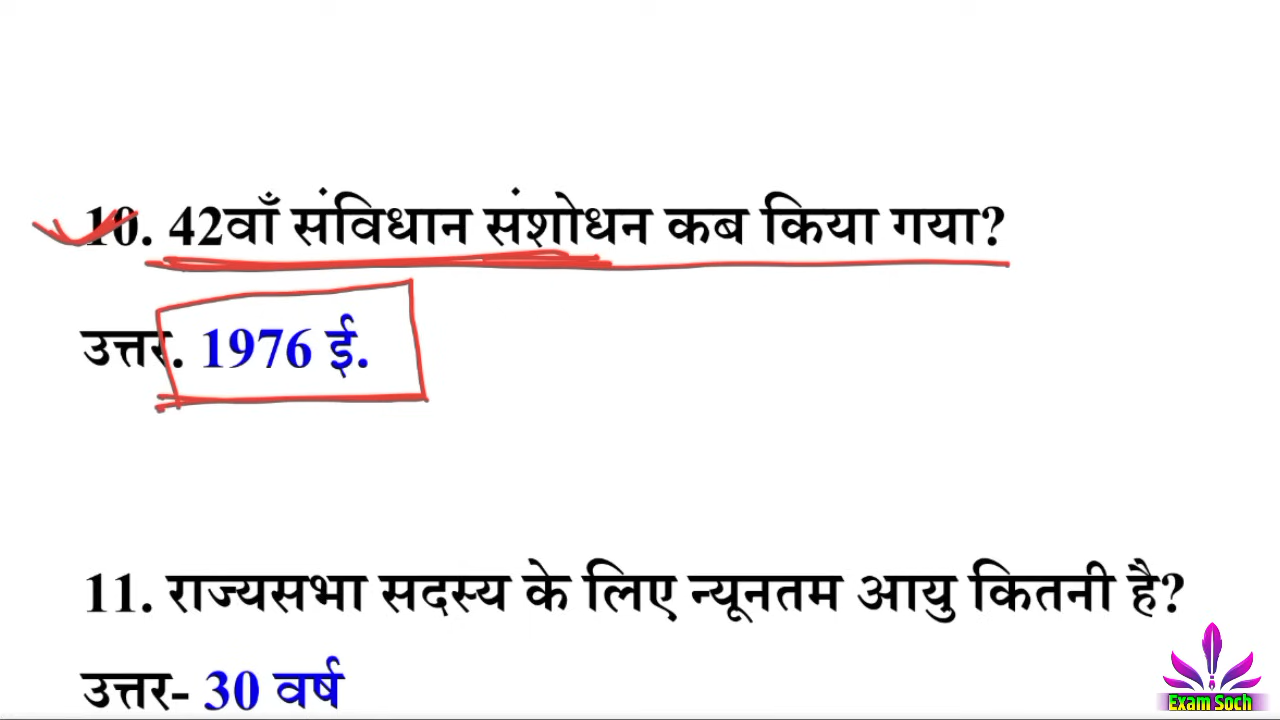 10. 42वाँ संविधान संशोधन कब किया गया?
उत्तर. 1976 ई.
11. राज्यसभा सदस्य के लिए न्यूनतम आयु कितनी है?
उत्तर- 30 वर्ष
Exam Soch